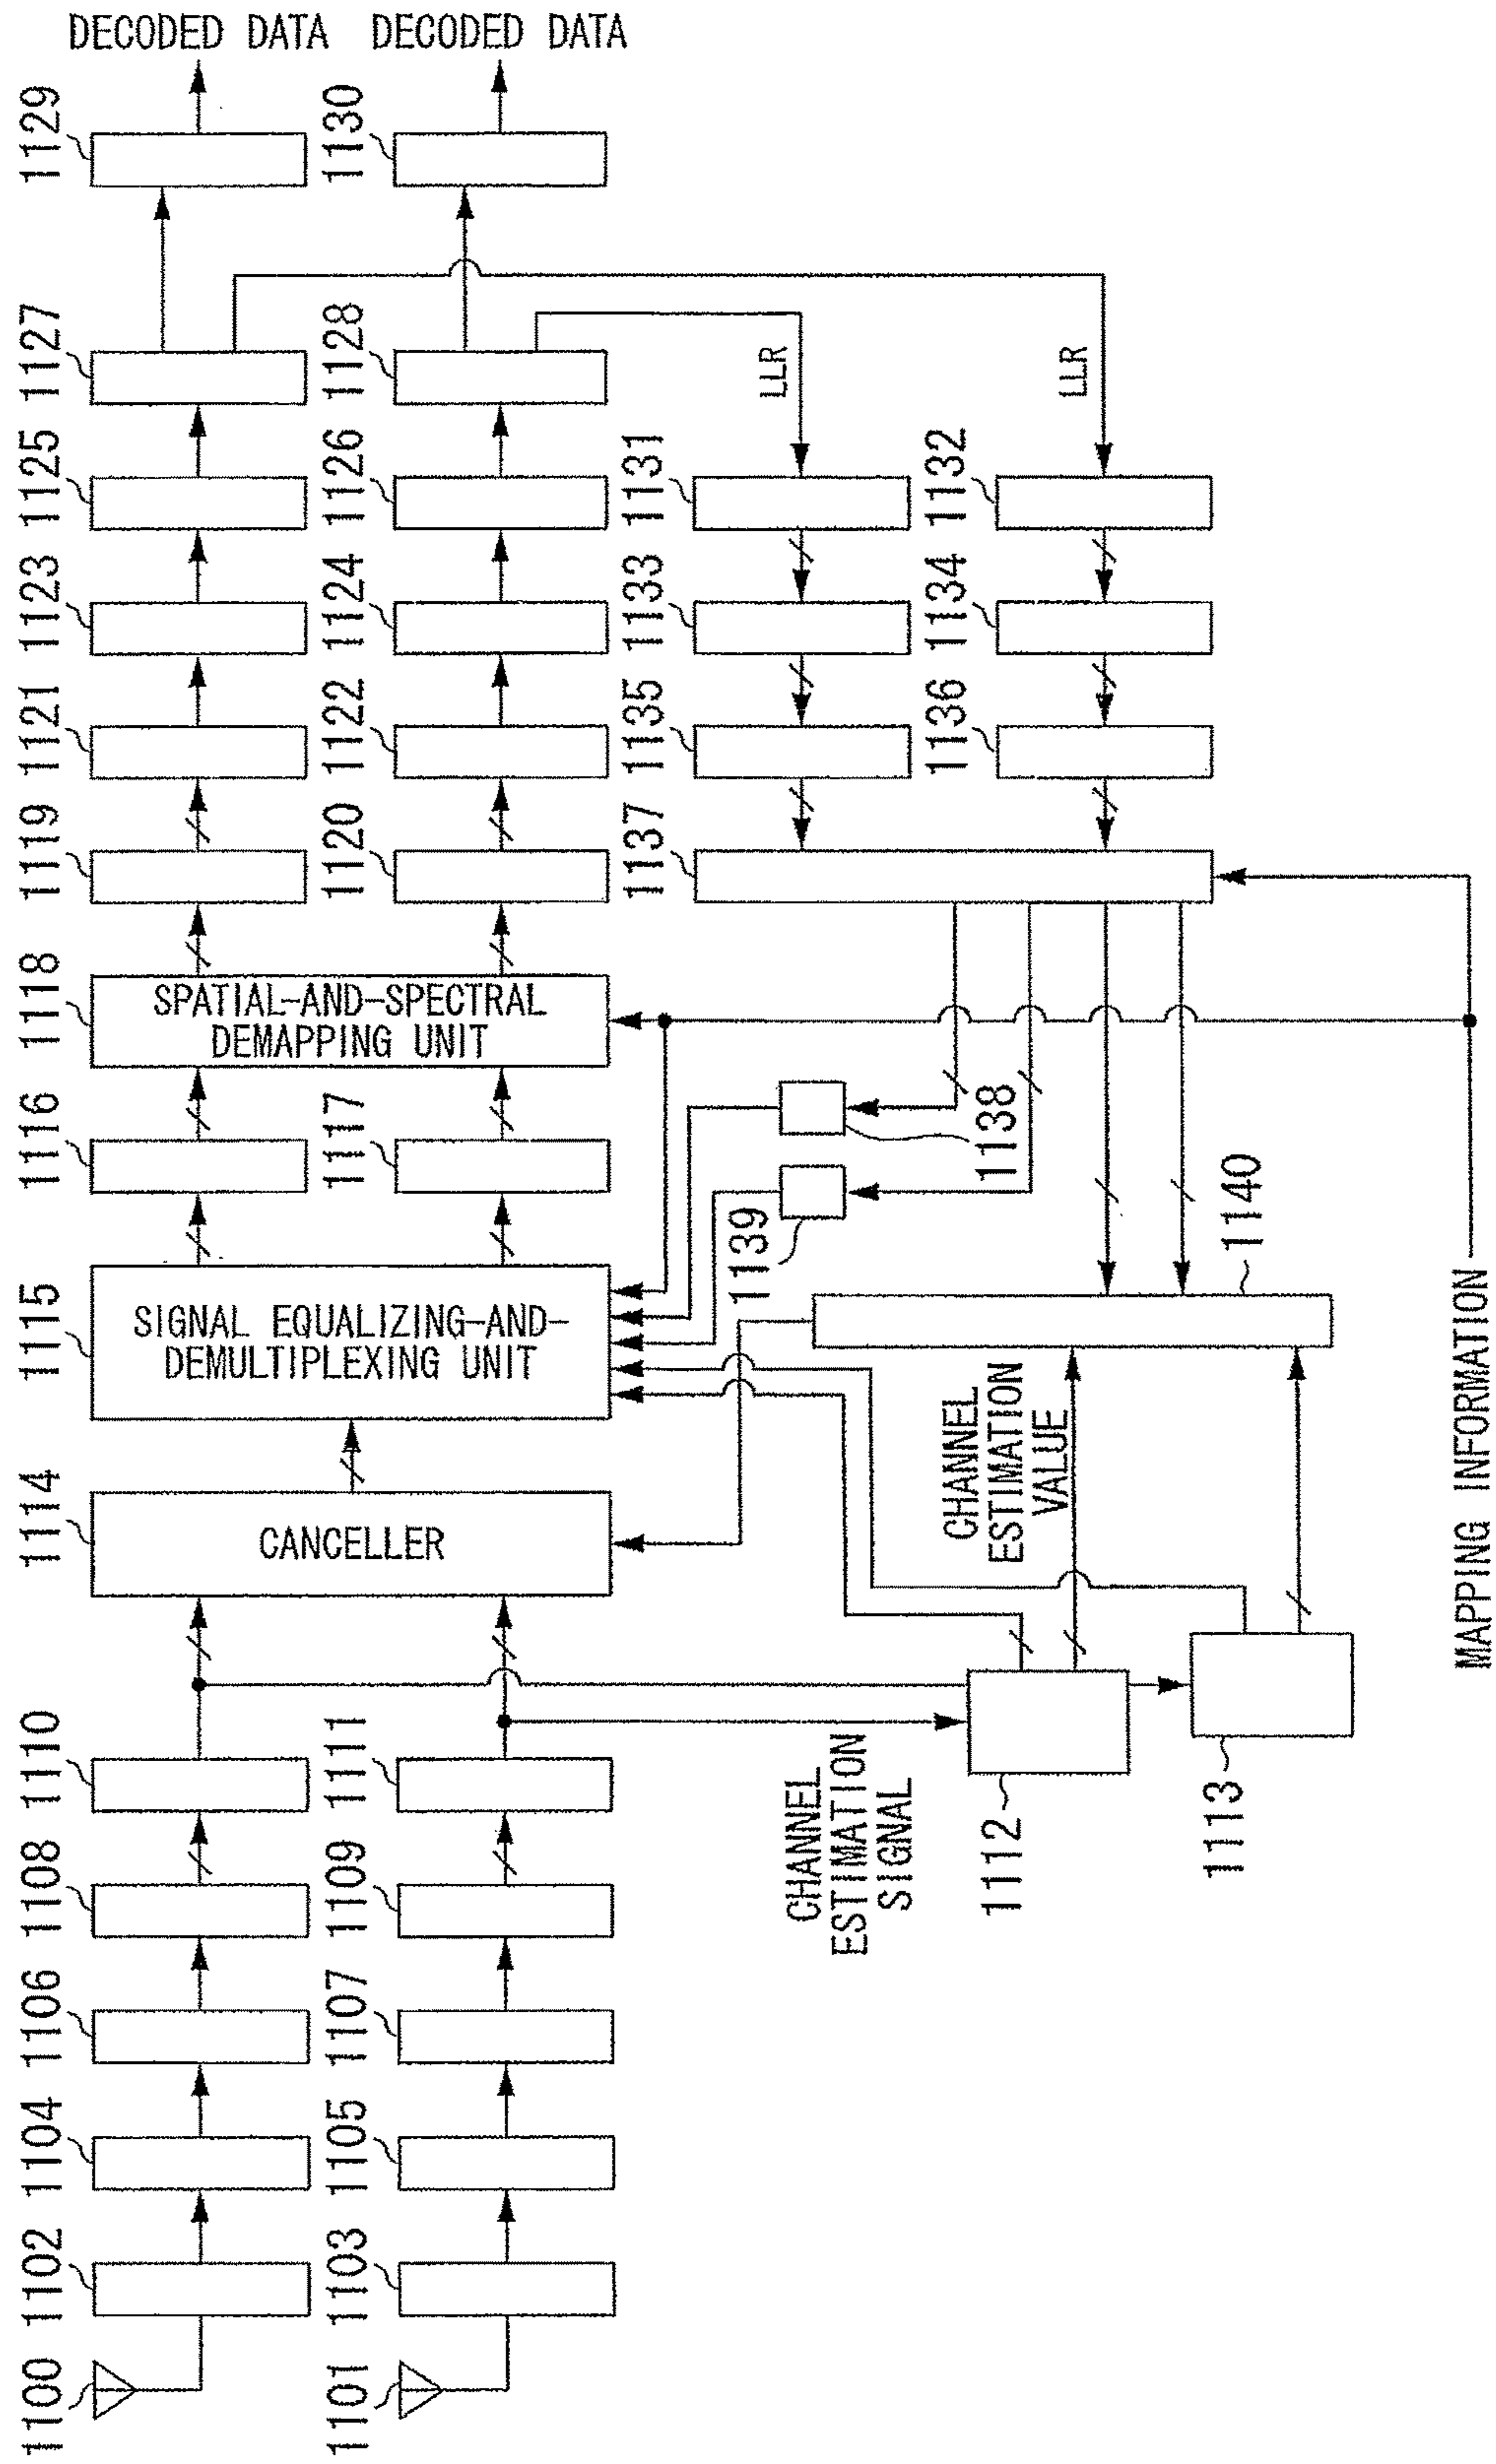 DECODED DATA
DECODED DATA
1129
1130
1127
1128
LLR
LLR
1125
1126
1131
1132
1123
1124
1133
1134
1121
1122
1135
1136
1119
1120
1137
1118
SPATIAL-AND-SPECTRAL
DEMAPPING UNIT
1116
1117
1138
1139
1140
1115
SIGNAL EQUALIZING-AND-
DEMULTIPLEXING UNIT
CHANNEL
ESTIMATION
VALUE
MAPPING INFORMATION
1114
CANCELLER
1110
1111
CHANNEL
ESTIMATION
SIGNAL
1112
1113
1108
1109
1106
1107
1104
1105
1102
1103
1100
1101